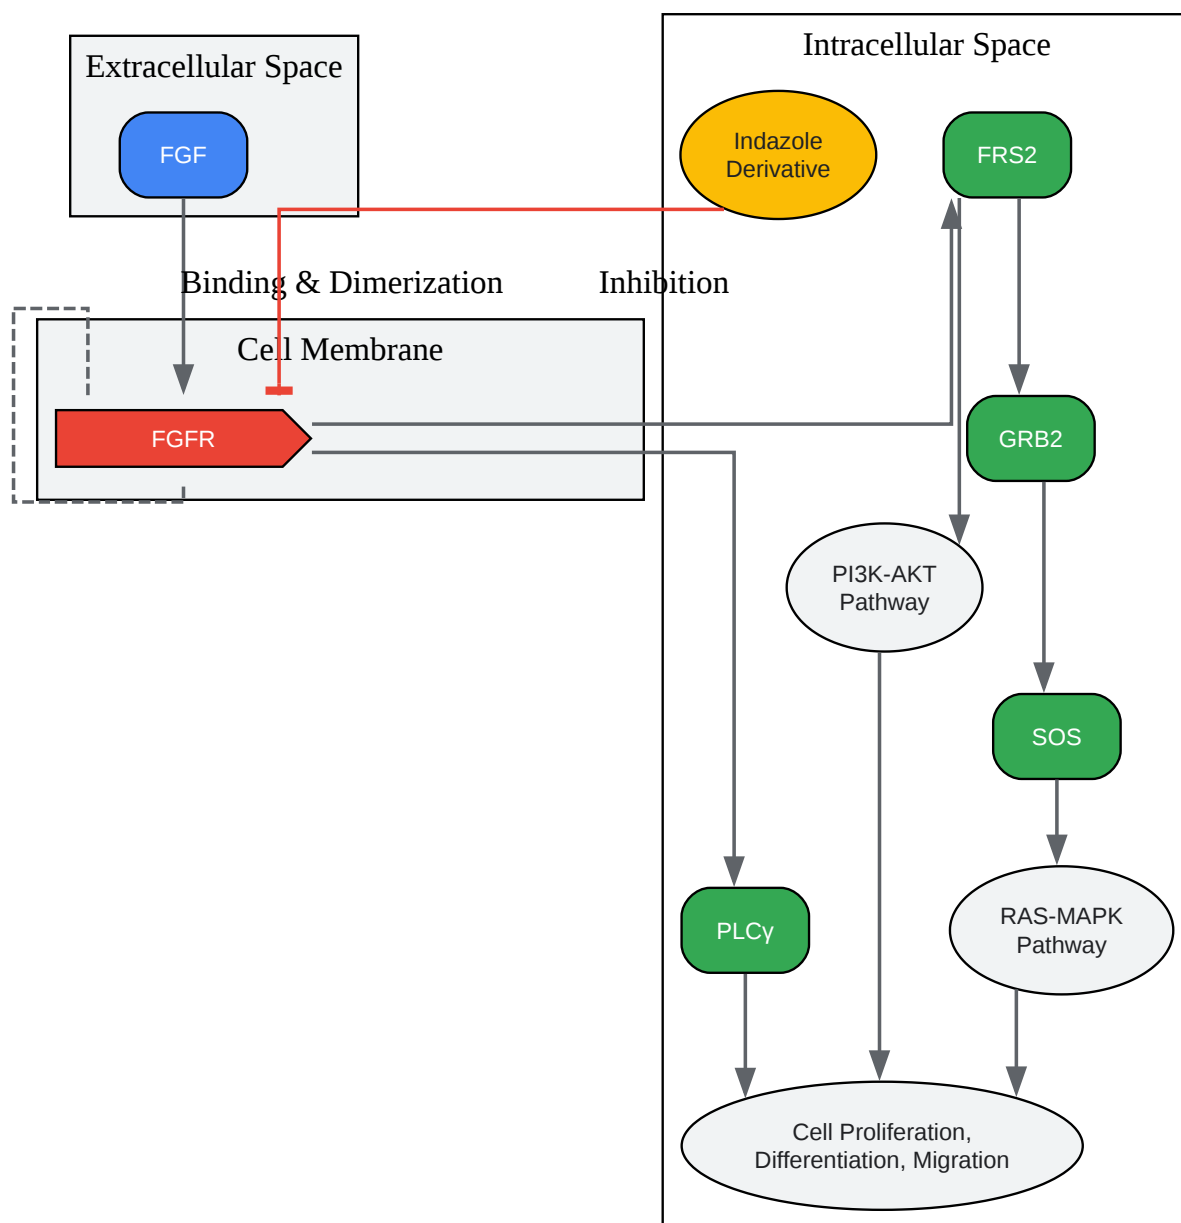 Intracellular Space
Extracellular Space
FGF
Indazole
Derivative
FRS2
Binding & Dimerization
Inhibition
Cell Membrane
FGFR
GRB2
PI3K-AKT
Pathway
SOS
PLCγ
RAS-MAPK
Pathway
Cell Proliferation,
Differentiation, Migration